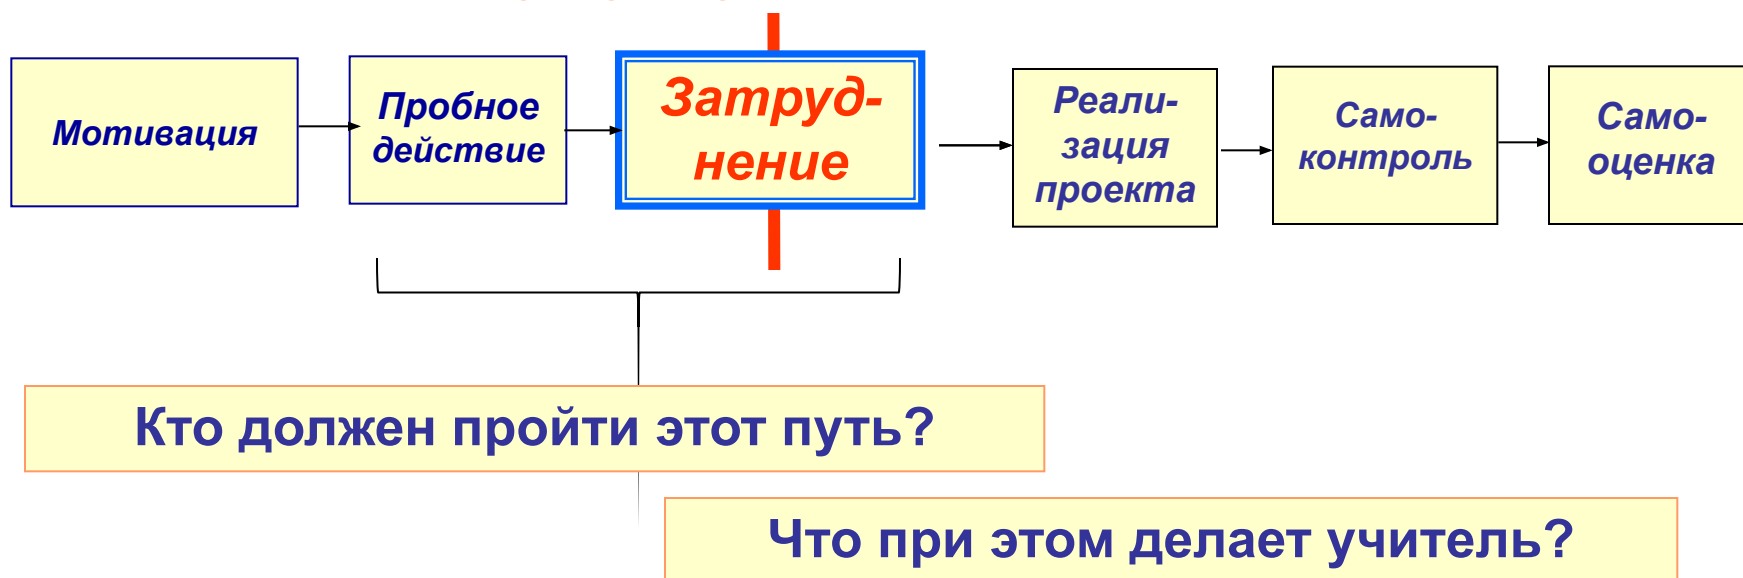 Мотивация
Пробное
действие
Затруд-
нение
Реали-
зация
проекта
Само-
контроль
Само-
оценка
Кто должен пройти этот путь?
Что при этом делает учитель?